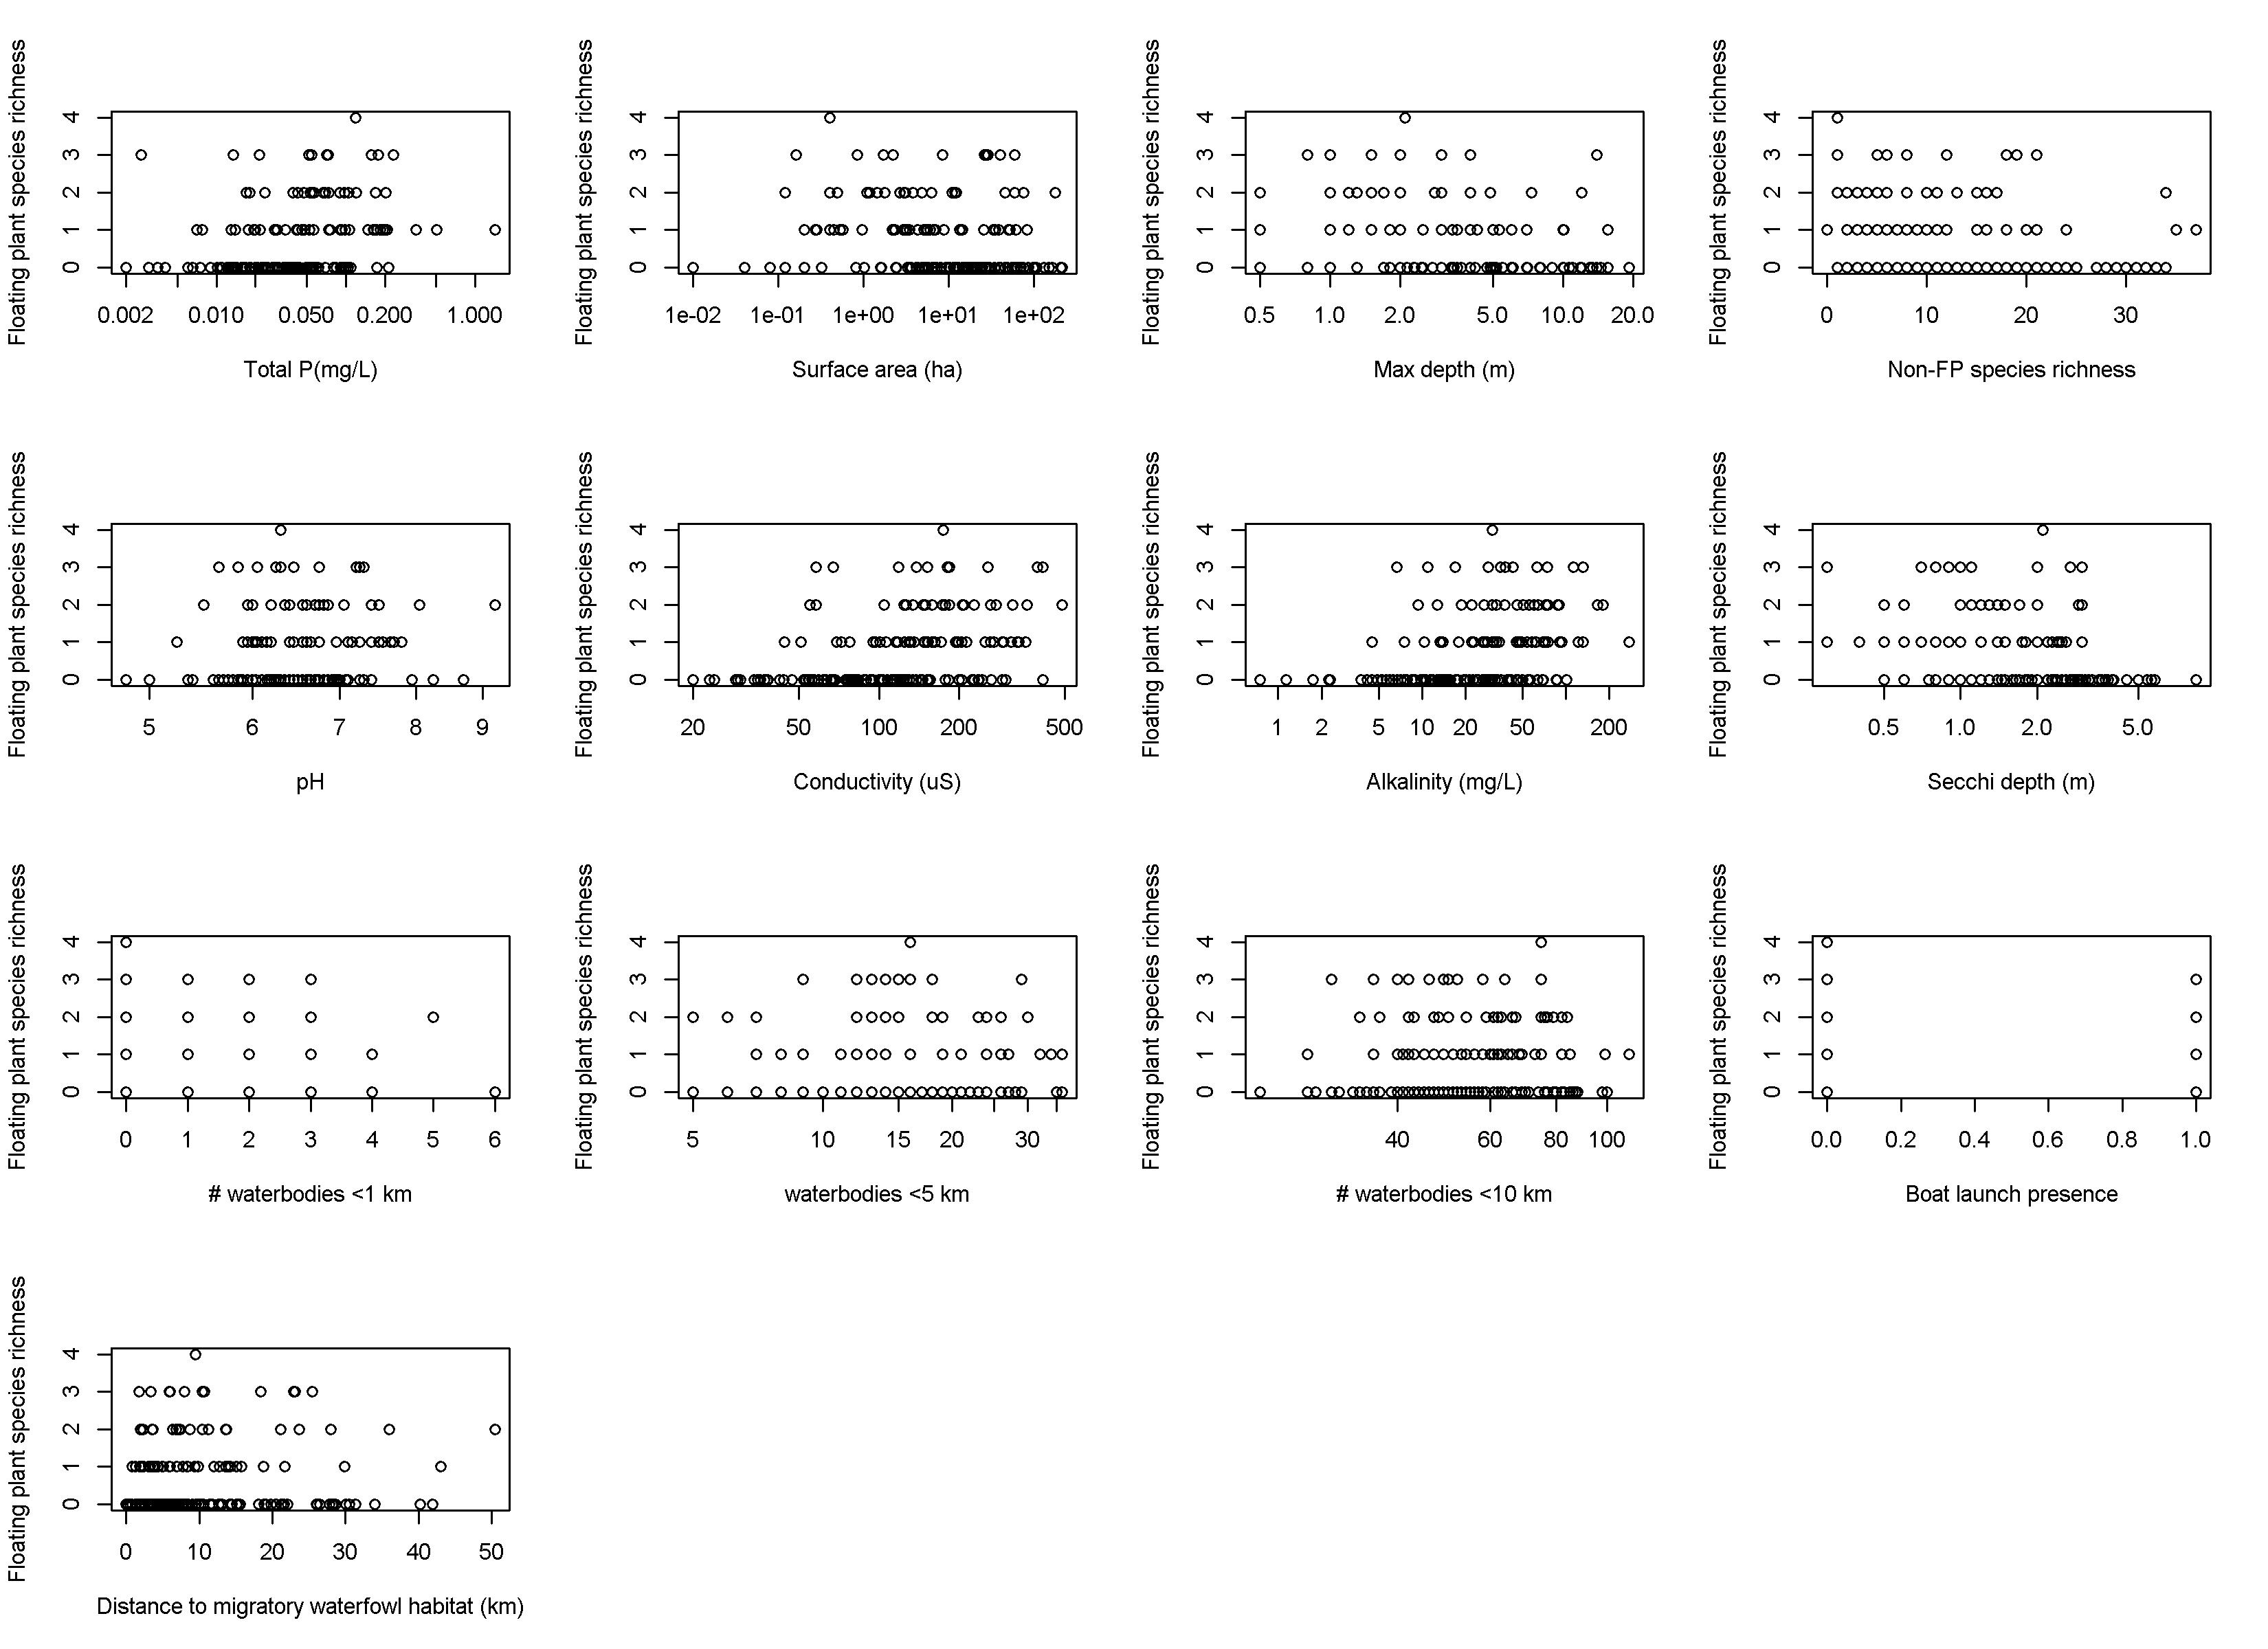 Floating plant species richness
4
3
2
1
0
0.002 0.010 0.050 0.200 1.000
Total P(mg/L)
Floating plant species richness
4
3
2
1
0
1e-02 1e-01 1e+00 1e+01 1e+02
Surface area (ha)
Floating plant species richness
4
3
2
1
0
0.5 1.0 2.0 5.0 10.0 20.0
Max depth (m)
Floating plant species richness
4
3
2
1
0
0 10 20 30
Non-FP species richness
Floating plant species richness
4
3
2
1
0
5 6 7 8 9
pH
Floating plant species richness
4
3
2
1
0
20 50 100 200 500
Conductivity (uS)
Floating plant species richness
4
3
2
1
0
1 2 5 10 20 50 200
Alkalinity (mg/L)
Floating plant species richness
4
3
2
1
0
0.5 1.0 2.0 5.0
Secchi depth (m)
Floating plant species richness
4
3
2
1
0
0 1 2 3 4 5 6
# waterbodies <1 km
Floating plant species richness
4
3
2
1
0
5 10 15 20 30
waterbodies <5 km
Floating plant species richness
4
3
2
1
0
40 60 80 100
# waterbodies <10 km
Floating plant species richness
4
3
2
1
0
0.0 0.2 0.4 0.6 0.8 1.0
Boat launch presence
Floating plant species richness
4
3
2
1
0
0 10 20 30 40 50
Distance to migratory waterfowl habitat (km)